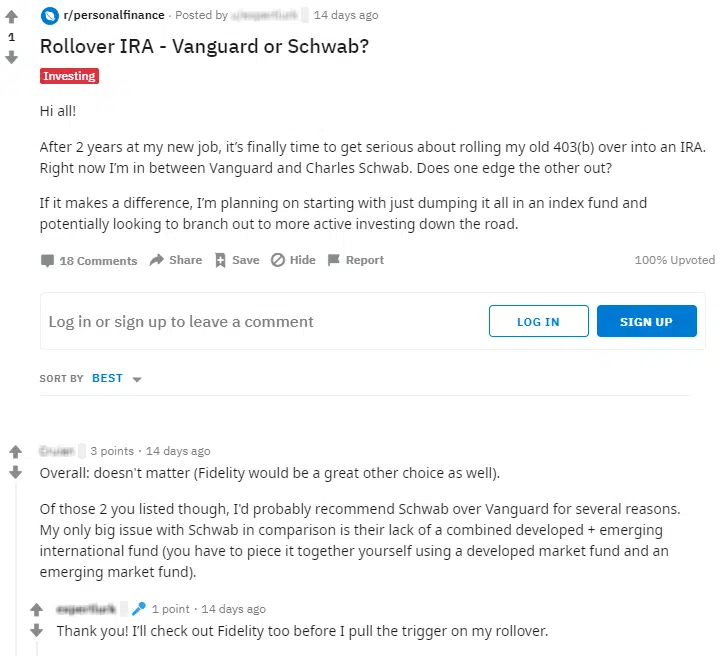 r/personalfinance · Posted by 14 days ago
1
Rollover IRA - Vanguard or Schwab?
Investing
Hi all!
After 2 years at my new job, it’s finally time to get serious about rolling my old 403(b) over into an IRA.
Right now I’m in between Vanguard and Charles Schwab. Does one edge the other out?
If it makes a difference, I’m planning on starting with just dumping it all in an index fund and
potentially looking to branch out to more active investing down the road.
18 Comments Share Save Hide Report 100% Upvoted
Log in or sign up to leave a comment LOG IN SIGN UP
SORT BY BEST
3 points · 14 days ago
Overall: doesn't matter (Fidelity would be a great other choice as well).
Of those 2 you listed though, I'd probably recommend Schwab over Vanguard for several reasons.
My only big issue with Schwab in comparison is their lack of a combined developed + emerging
international fund (you have to piece it together yourself using a developed market fund and an
emerging market fund).
1 point · 14 days ago
Thank you! I’ll check out Fidelity too before I pull the trigger on my rollover.